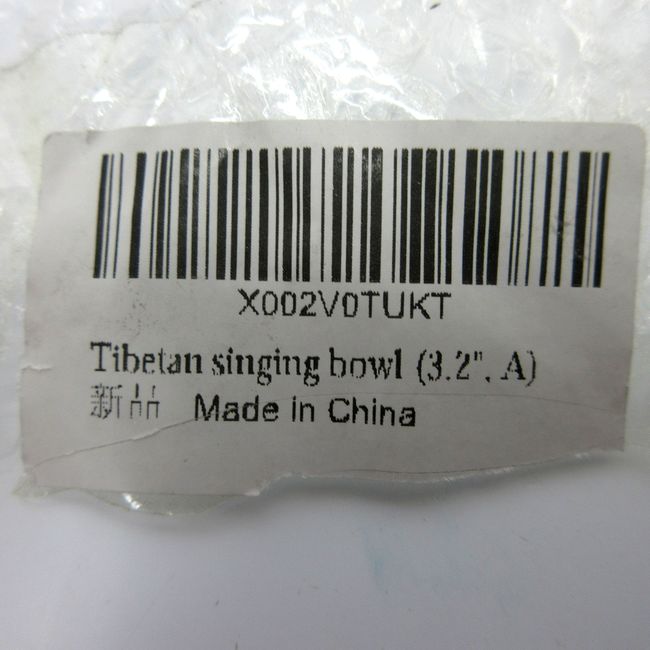 X002V0TUKT
Tibetan singing bowl (3.2", A)
新品 Made in China